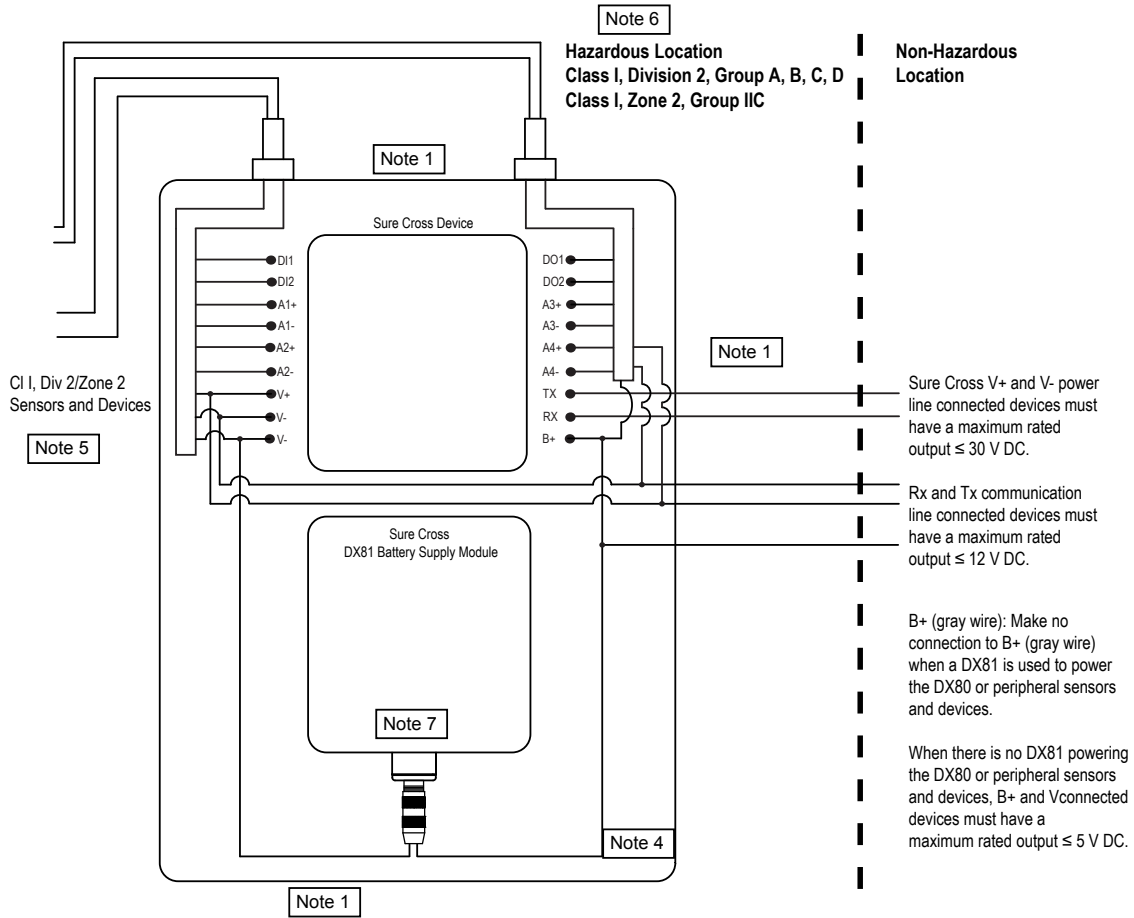 Note 6
Hazardous Location
Class I, Division 2, Group A, B, C, D
Class I, Zone 2, Group IIC
Non-Hazardous
Location
Note 1
Sure Cross Device
DI1
DI2
A1+
A1-
A2+
A2-
V+
V-
V-
DO1
DO2
A3+
A3-
A4+
A4-
TX
RX
B+
Note 1
Cl I, Div 2/Zone 2
Sensors and Devices
Note 5
Sure Cross V+ and V- power
line connected devices must
have a maximum rated
output ≤ 30 V DC.
Rx and Tx communication
line connected devices must
have a maximum rated
output ≤ 12 V DC.
Sure Cross
DX81 Battery Supply Module
B+ (gray wire): Make no
connection to B+ (gray wire)
when a DX81 is used to power
the DX80 or peripheral sensors
and devices.
Note 7
When there is no DX81 powering
the DX80 or peripheral sensors
and devices, B+ and Vconnected
devices must have a
maximum rated output ≤ 5 V DC.
Note 4
Note 1